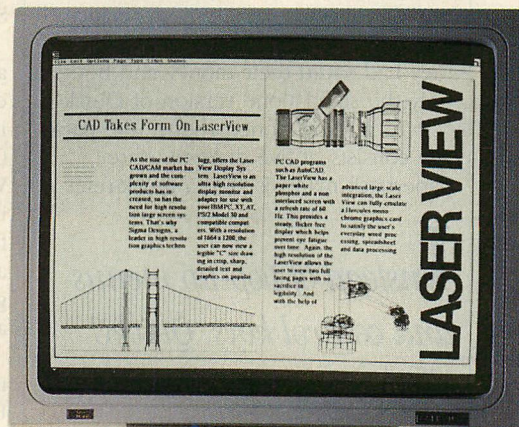 File Edit Options Page Type Lines Shades
CAD Takes Form On LaserView
As the size of the PC
CAD/CAM market has
grown and the com
plexity of software
products has in
creased, so has the
need for high resolu
tion large screen sys
tems. That's why
Sigma Designs, a
leader in high resolu
tion graphics techno
logy, offers the Laser
View Display Sys
tem. LaserView is an
ultra high resolution
display monitor and
adapter for use with
your IBM PC, XT, AT,
PS/2 Model 30 and
compatible comput
ers. With a resolution
of 1664 x 1200, the
user can now view a
legible "C" size draw
ing in crisp, sharp,
detailed text and
graphics on popular
PC CAD programs
such as AutoCAD.
The LaserView has a
paper white
phosphor and a non
interlaced screen with
a refresh rate of 60
Hz. This provides a
steady, flicker free
display which helps
prevent eye fatigue
over time. Again, the
high resolution of the
LaserView allows the
user to view two full
facing pages with no
sacrifice in
legibility. And
with the help of
advanced large scale
integration, the Laser
View can fully emulate
a Hercules mono
chrome graphics card
to satisfy the user's
everyday word proc
essing, spreadsheet
and data processing
LASER VIEW